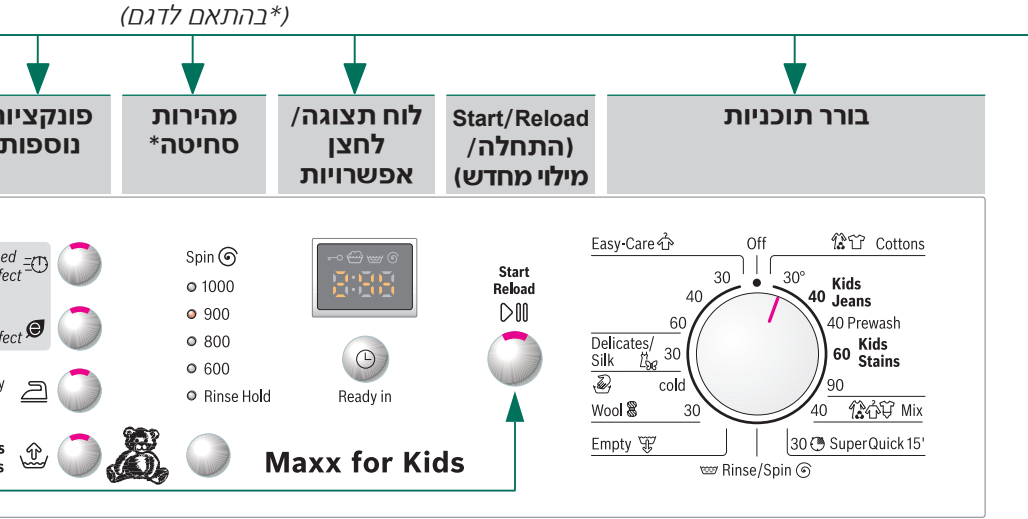 (*בהתאם לדגם)
בורר תוכניות
Start/Reload
(התחלה/
מילוי מחדש)
לוח תצוגה/
לחצן
אפשרויות
מהירות
סחיטה*
נוספות
Spin
1000
900
800
600
Rinse Hold
Ready in
Start
Reload
Maxx for Kids
Easy-Care
Off
Cottons
30
30°
40
40 Kids Jeans
60
40 Prewash
Delicates/
Silk 30
60 Kids Stains
cold
90
Wool 30
40 Mix
Empty
30 SuperQuick 15'
Rinse/Spin